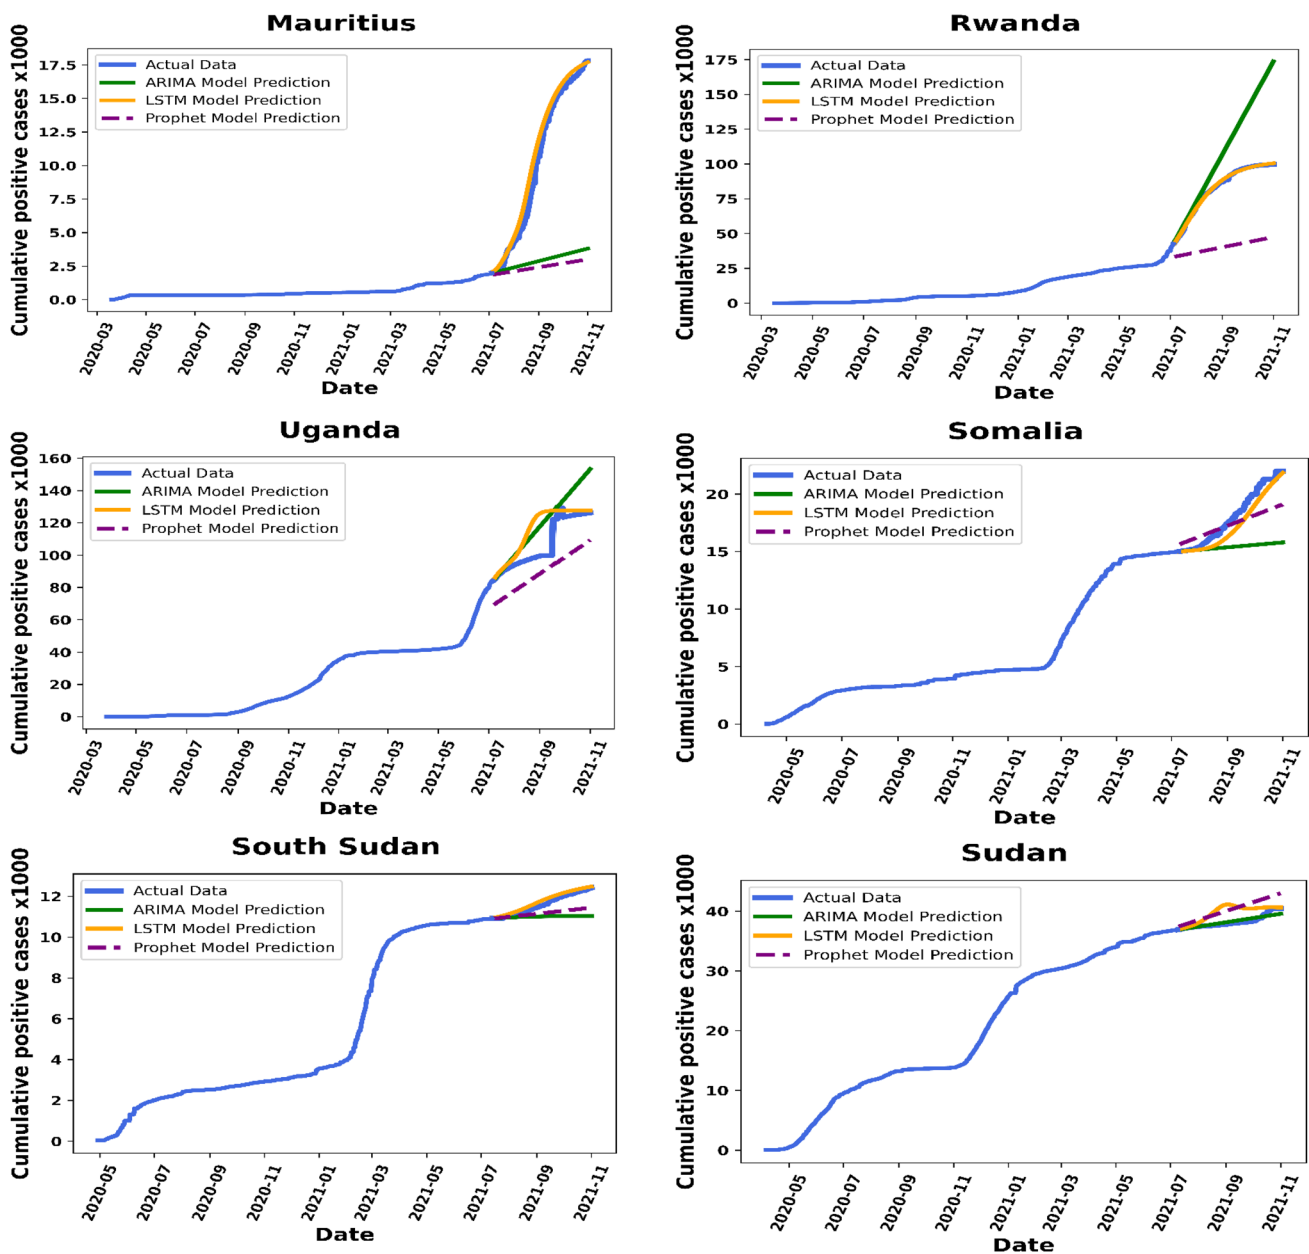 Mauritius
Cumulative positive cases x1000
17.5
15.0
12.5
10.0
7.5
5.0
2.5
0.0
Actual Data
ARIMA Model Prediction
LSTM Model Prediction
Prophet Model Prediction
2020-03
2020-05
2020-07
2020-09
2020-11
2021-01
2021-03
2021-05
2021-07
2021-09
2021-11
Date
Rwanda
Cumulative positive cases x1000
175
150
125
100
75
50
25
0
Actual Data
ARIMA Model Prediction
LSTM Model Prediction
Prophet Model Prediction
2020-03
2020-05
2020-07
2020-09
2020-11
2021-01
2021-03
2021-05
2021-07
2021-09
2021-11
Date
Uganda
Cumulative positive cases x1000
160
140
120
100
80
60
40
20
0
Actual Data
ARIMA Model Prediction
LSTM Model Prediction
Prophet Model Prediction
2020-03
2020-05
2020-07
2020-09
2020-11
2021-01
2021-03
2021-05
2021-07
2021-09
2021-11
Date
Somalia
Cumulative positive cases x1000
20
15
10
5
0
Actual Data
ARIMA Model Prediction
LSTM Model Prediction
Prophet Model Prediction
2020-05
2020-07
2020-09
2020-11
2021-01
2021-03
2021-05
2021-07
2021-09
2021-11
Date
South Sudan
Cumulative positive cases x1000
12
10
8
6
4
2
0
Actual Data
ARIMA Model Prediction
LSTM Model Prediction
Prophet Model Prediction
2020-05
2020-07
2020-09
2020-11
2021-01
2021-03
2021-05
2021-07
2021-09
2021-11
Date
Sudan
Cumulative positive cases x1000
40
30
20
10
0
Actual Data
ARIMA Model Prediction
LSTM Model Prediction
Prophet Model Prediction
2020-05
2020-07
2020-09
2020-11
2021-01
2021-03
2021-05
2021-07
2021-09
2021-11
Date